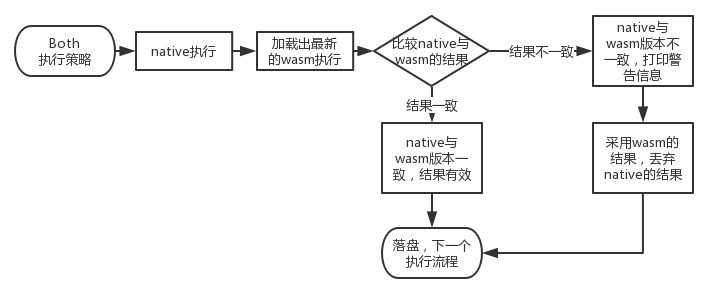 Both
执行策略
native执行
加载出最新
的wasm执行
比较native与
wasm的结果
结果不一致
native与
wasm版本不
一致，打印警
告信息
结果一致
native与
wasm版本一
致，结果有效
采用wasm的
结果，丢弃
native的结果
落盘，下一个
执行流程